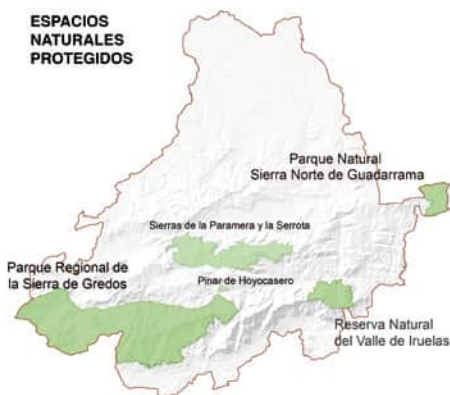 ESPACIOS
NATURALES
PROTEGIDOS
Parque Natural
Sierra Norte de Guadarrama
Sierras de la Paramera y la Serrota
Parque Regional de
la Sierra de Gredos
Pinar de Hoyocasero
Reserva Natural
del Valle de Iruelas